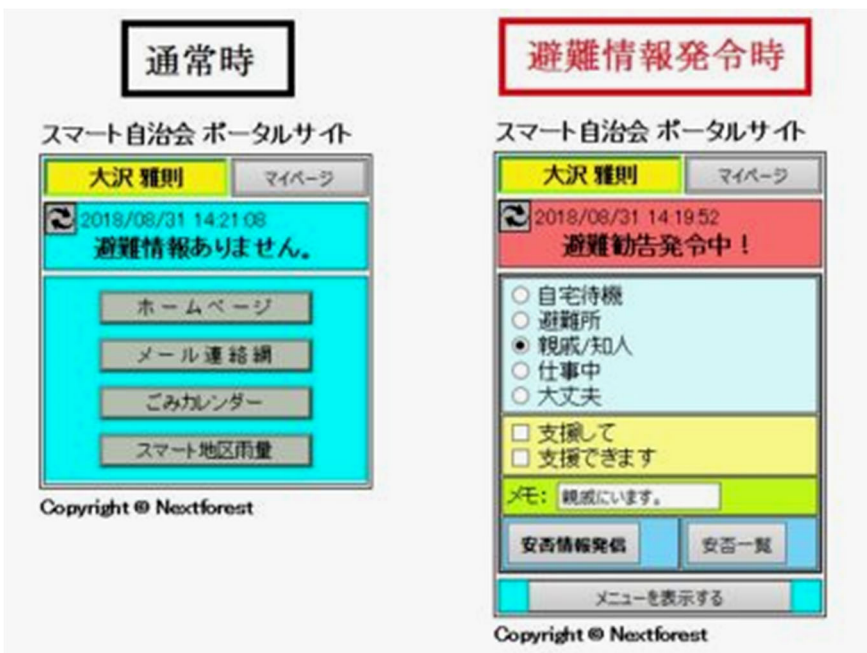 通常時
スマート自治会 ポータルサイト
大沢 雅則
マイページ
2018/08/31 14:21:08
避難情報ありません。
ホームページ
メール連絡網
ごみカレンダー
スマート地区雨量
Copyright © Nextforest
避難情報発令時
スマート自治会 ポータルサイト
大沢 雅則
マイページ
2018/08/31 14:19:52
避難勧告発令中！
自宅待機
避難所
親戚/知人
仕事中
大丈夫
支援して
支援できます
メモ: 親戚にいます。
安否情報発信
安否一覧
メニューを表示する
Copyright © Nextforest